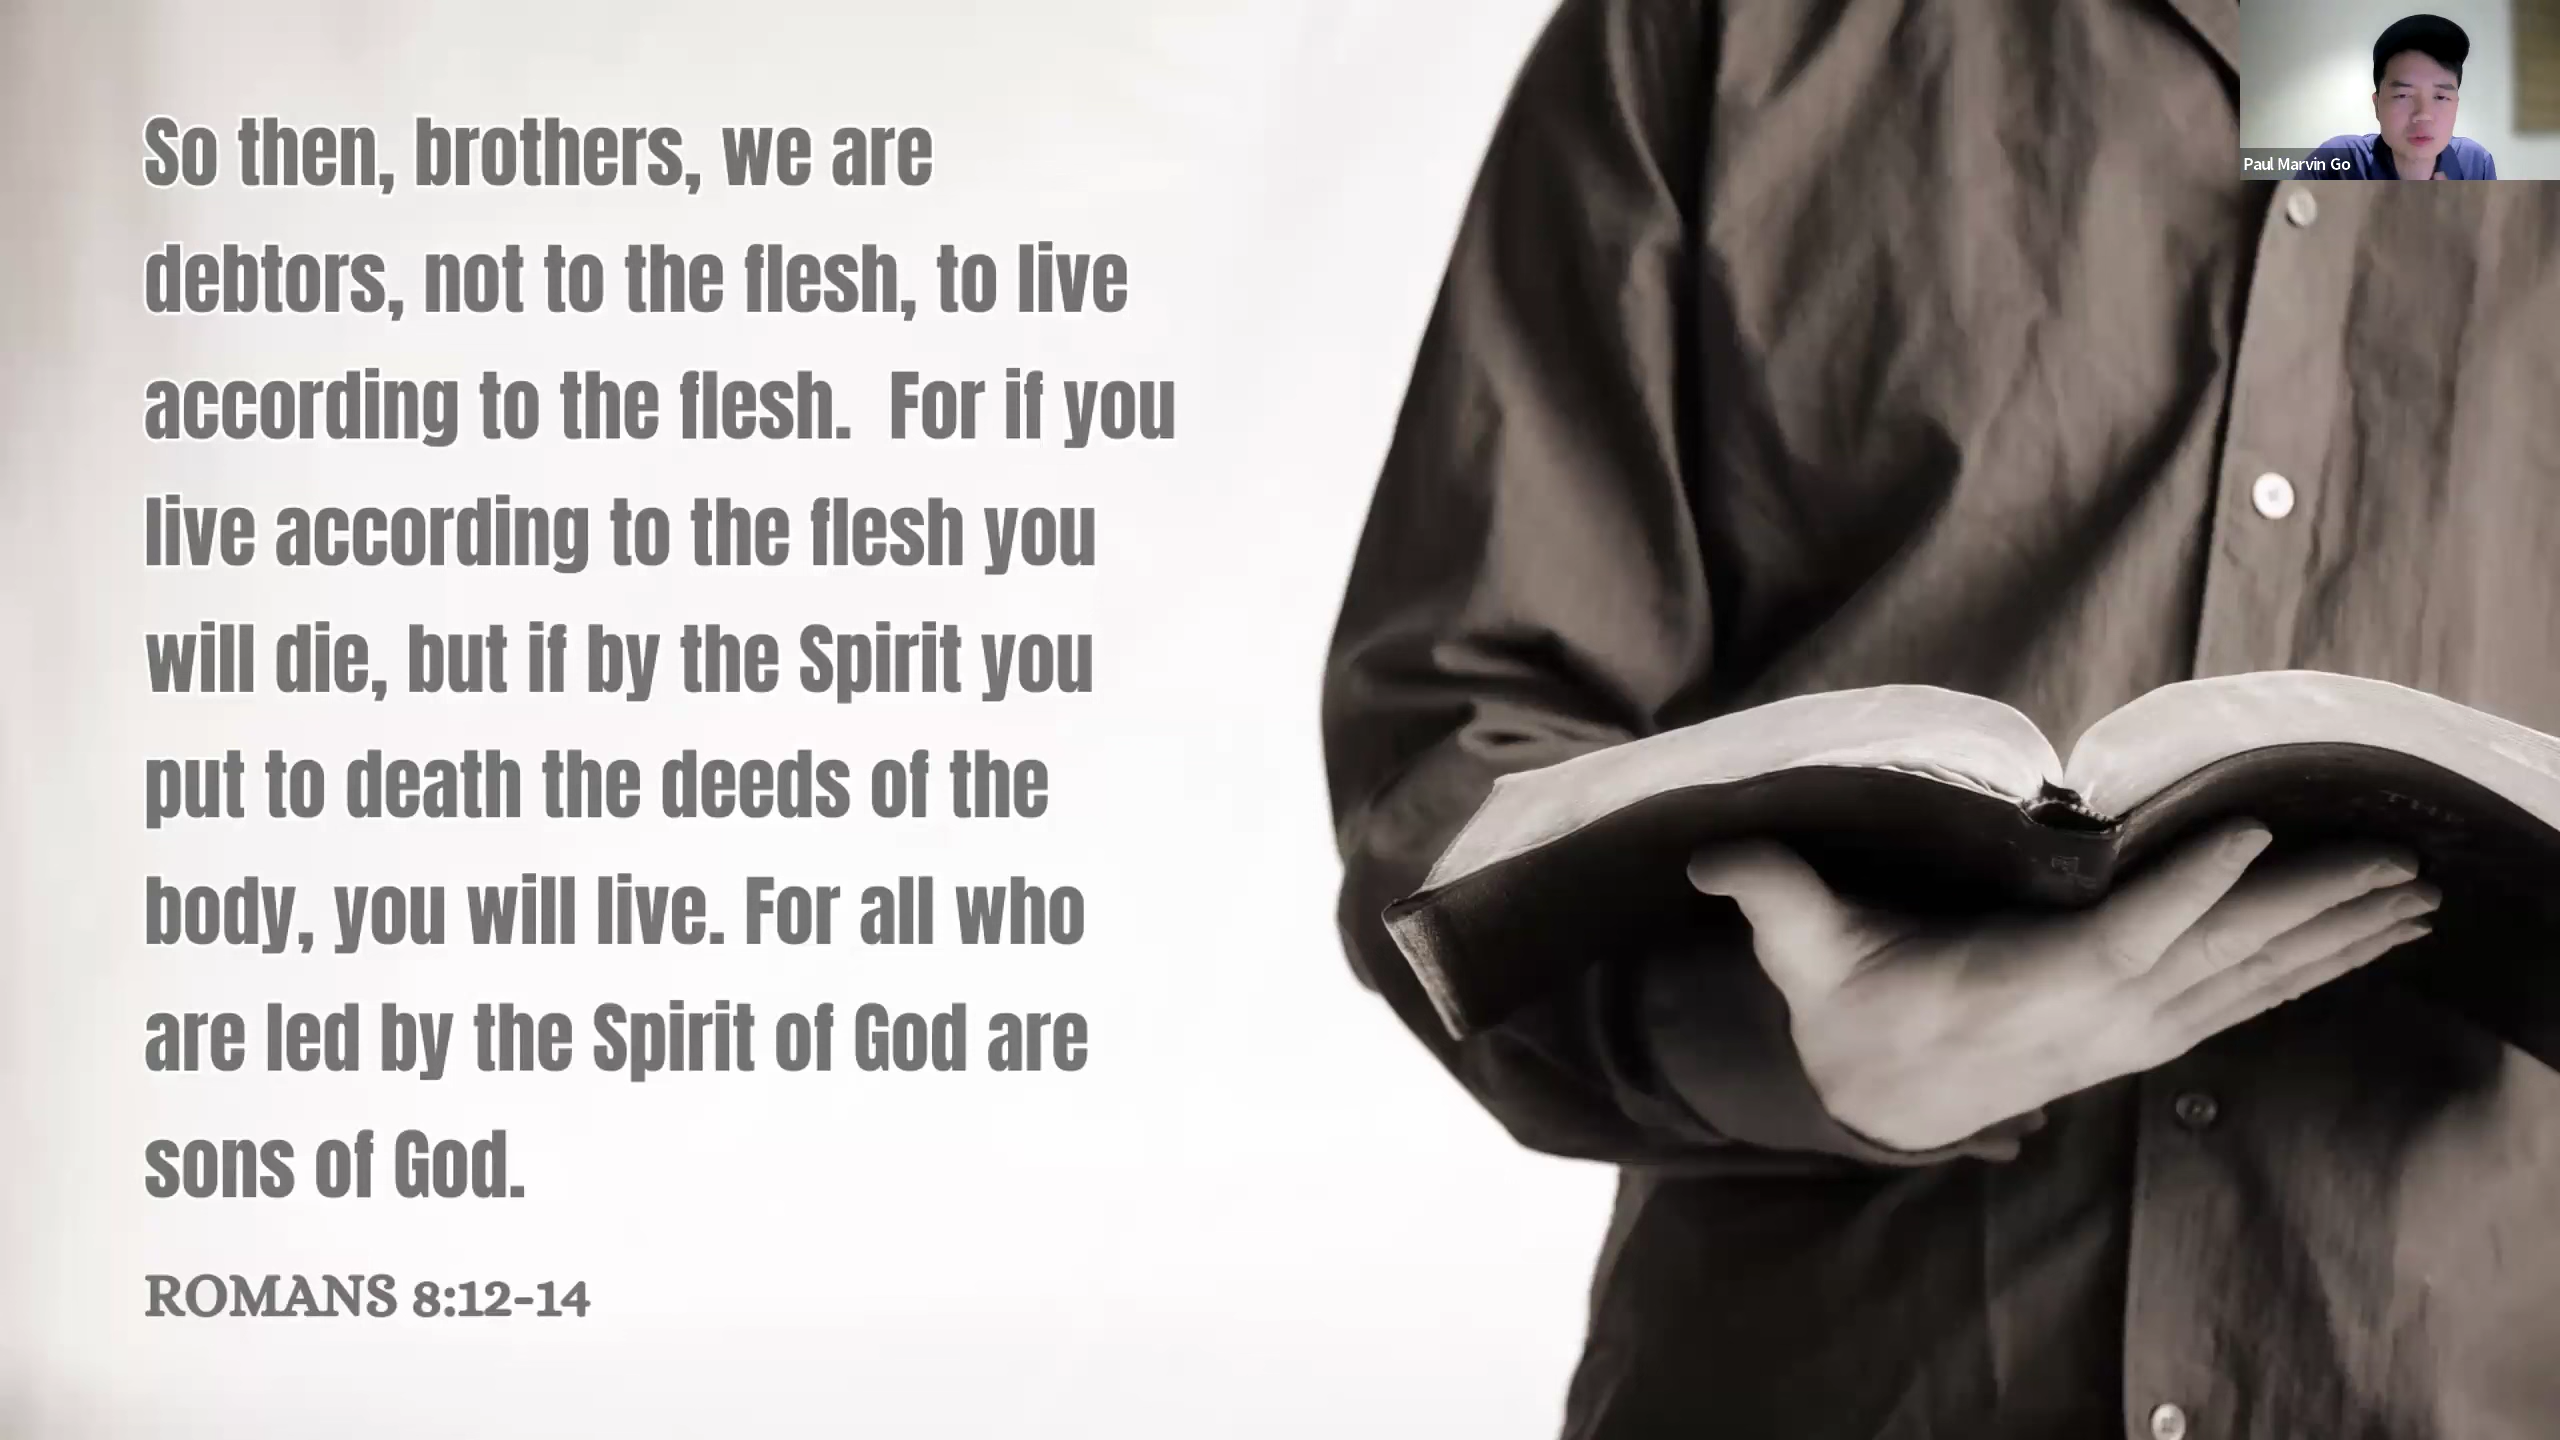 So then, brothers, we are
debtors, not to the flesh, to live
according to the flesh.  For if you
live according to the flesh you
will die, but if by the Spirit you
put to death the deeds of the
body, you will live. For all who
are led by the Spirit of God are
sons of God.
ROMANS 8:12-14
Paul Marvin Go